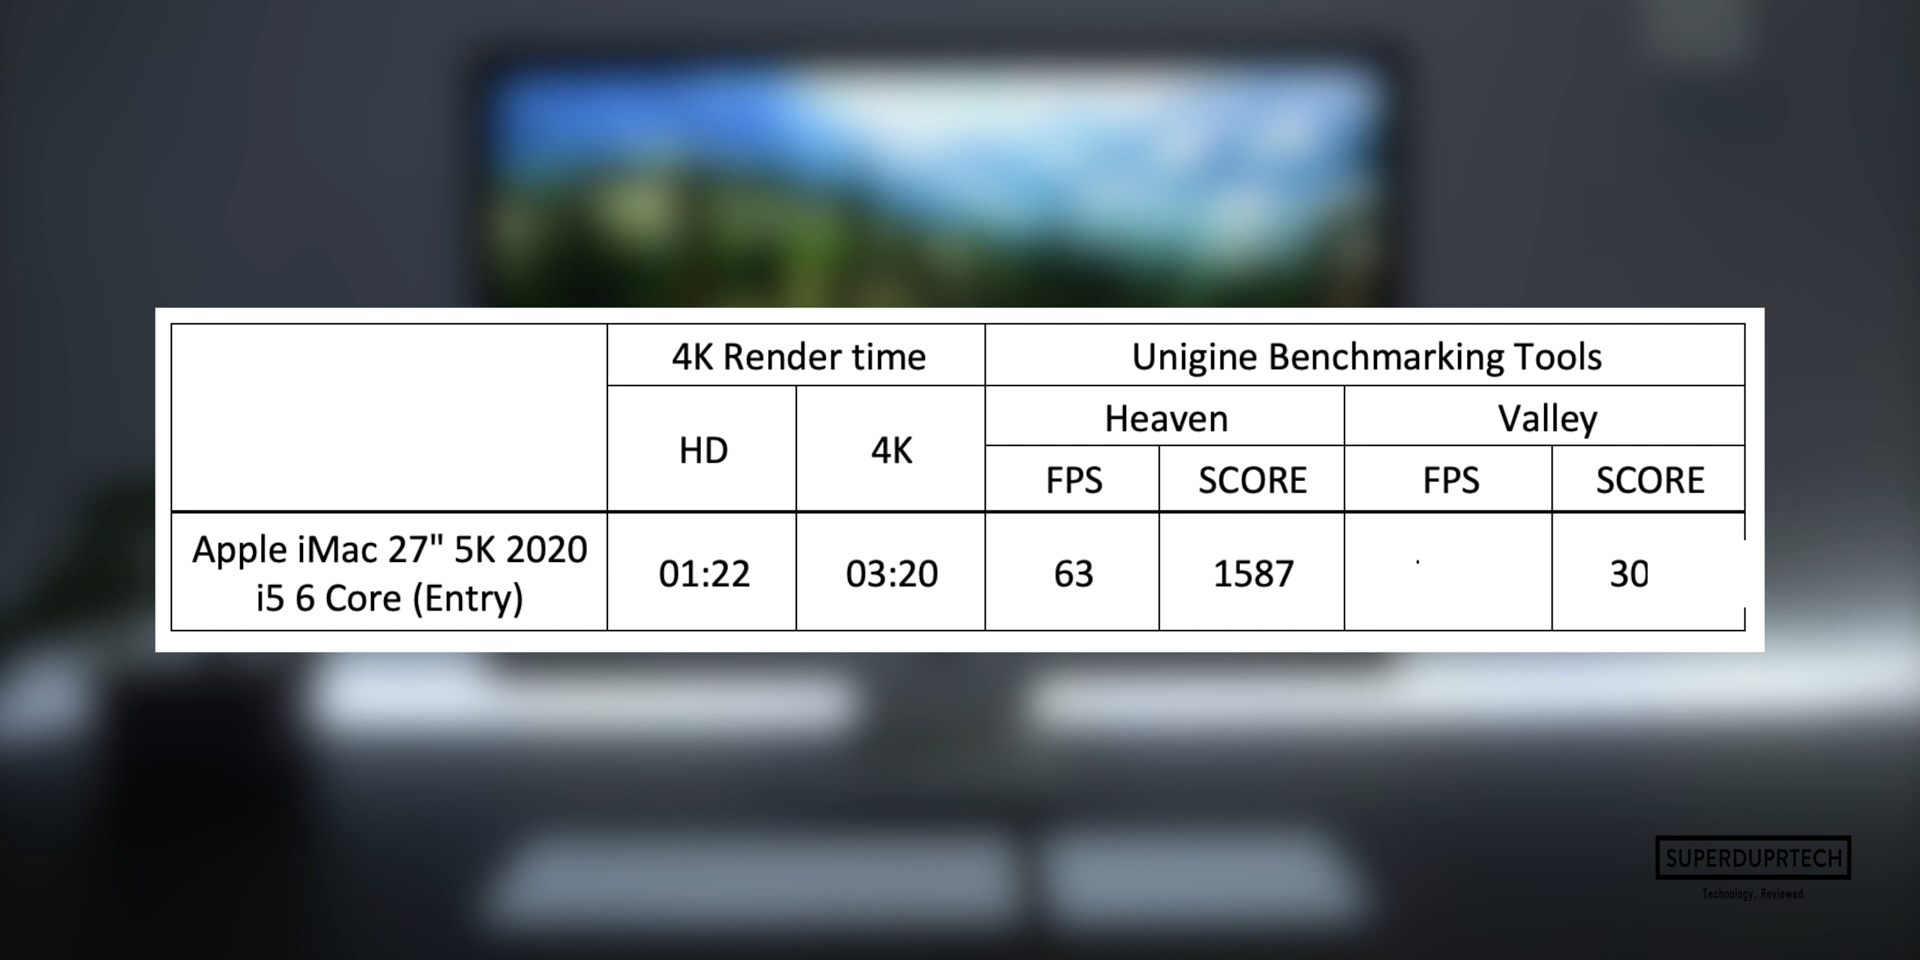 4K Render time
Unigine Benchmarking Tools
HD
4K
Heaven
Valley
FPS
SCORE
FPS
SCORE
Apple iMac 27" 5K 2020
i5 6 Core (Entry)
01:22
03:20
63
1587
30
SUPERDUPRTECH
Technology. Reviewed.